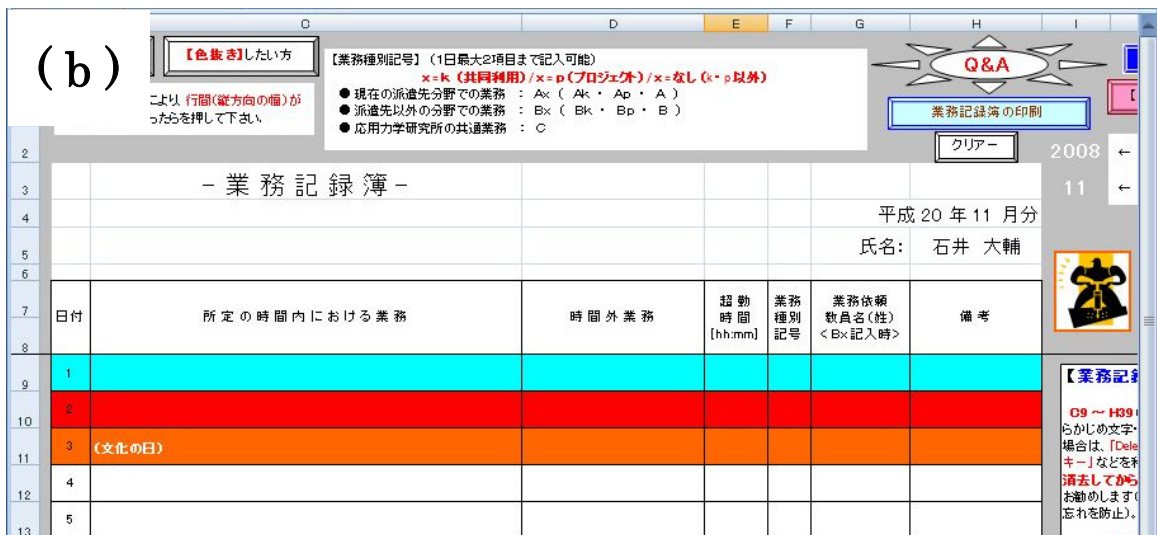 C D E F G H I
(b)
【色抜き】したい方
により、行間(縦方向の幅)が
ったらを押して下さい。
【業務種別記号】(1日最大2項目まで記入可能)
x=k (共同利用)/x=p(プロジェクト)/x=なし(k・p以外)
● 現在の派遣先分野での業務 : Ax ( Ak ・ Ap ・ A )
● 派遣先以外の分野での業務 : Bx ( Bk ・ Bp ・ B )
● 応用力学研究所の共通業務 : C
Q&A
業務記録簿の印刷
クリアー
2 2008 ←
3 -業務記録簿- 11 ←
4 平成 20 年 11 月分
5 氏名: 石井 大輔
6
7 日付 所定の時間内における業務 時間外業務 超勤時間[hh:mm] 業務種別記号 業務依頼教員名(姓)<Bx記入時> 備考
8
9 1
10 2
11 3 (文化の日)
12 4
13 5
【業務記録
C9 ~ H39
らかじめ文字・
場合は、「Dele
キー」などを利
消去してから
お勧めします(
忘れを防止)。